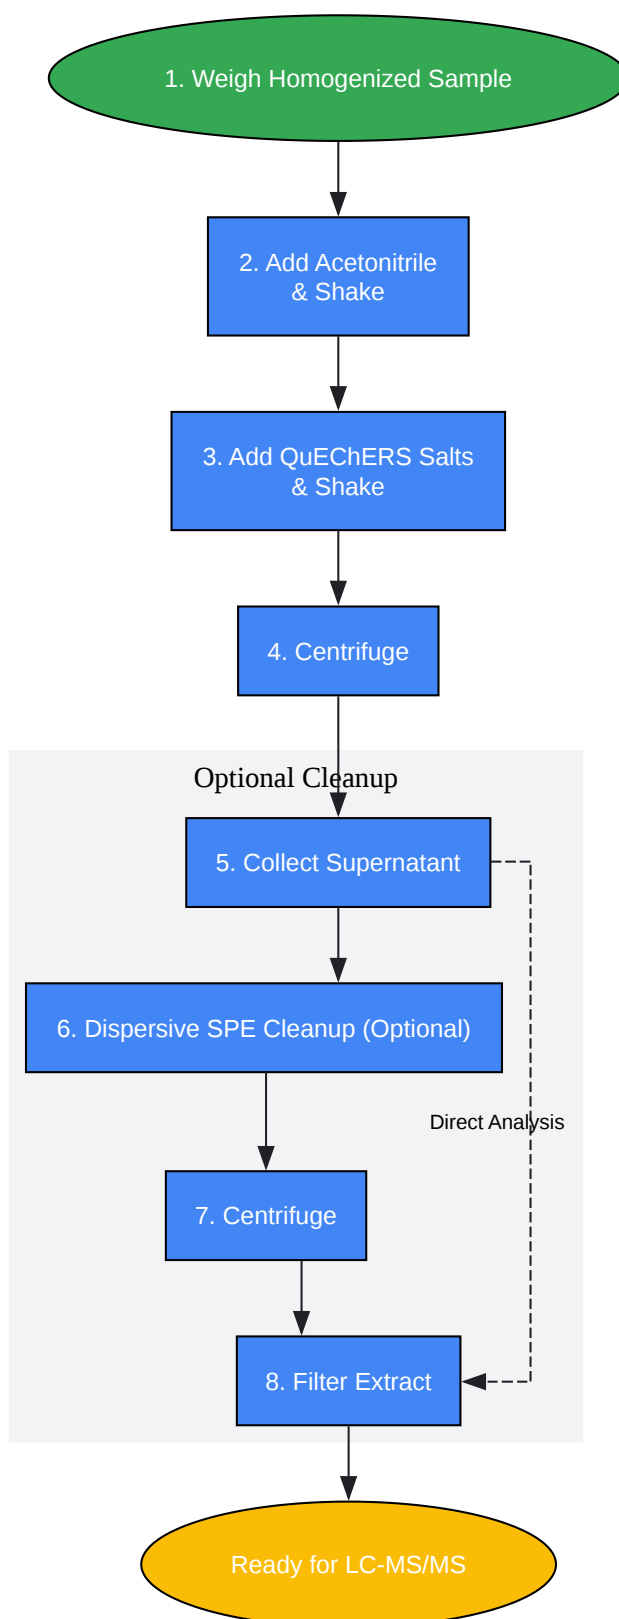 1. Weigh Homogenized Sample
2. Add Acetonitrile
& Shake
3. Add QuEChERS Salts
& Shake
4. Centrifuge
Optional Cleanup
5. Collect Supernatant
6. Dispersive SPE Cleanup (Optional)
Direct Analysis
7. Centrifuge
8. Filter Extract
Ready for LC-MS/MS